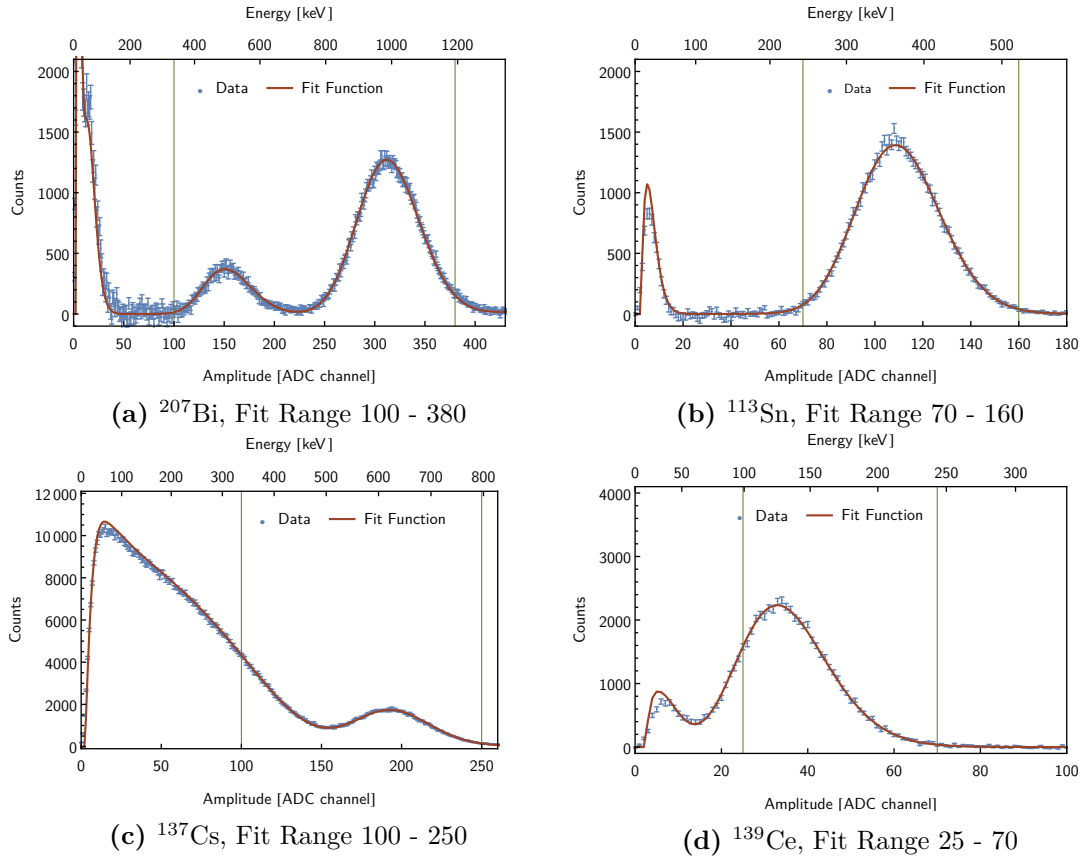 Energy [keV]
0 200 400 600 800 1000 1200
2000
1500
1000
500
0
Counts
Data Fit Function
0 50 100 150 200 250 300 350 400
Amplitude [ADC channel]
(a) ²⁰⁷Bi, Fit Range 100 - 380
Energy [keV]
0 100 200 300 400 500
2000
1500
1000
500
0
Counts
Data Fit Function
0 20 40 60 80 100 120 140 160 180
Amplitude [ADC channel]
(b) ¹¹³Sn, Fit Range 70 - 160
Energy [keV]
0 100 200 300 400 500 600 700 800
12 000
10 000
8000
6000
4000
2000
0
Counts
Data Fit Function
0 50 100 150 200 250
Amplitude [ADC channel]
(c) ¹³⁷Cs, Fit Range 100 - 250
Energy [keV]
0 50 100 150 200 250 300
4000
3000
2000
1000
0
Counts
Data Fit Function
0 20 40 60 80 100
Amplitude [ADC channel]
(d) ¹³⁹Ce, Fit Range 25 - 70